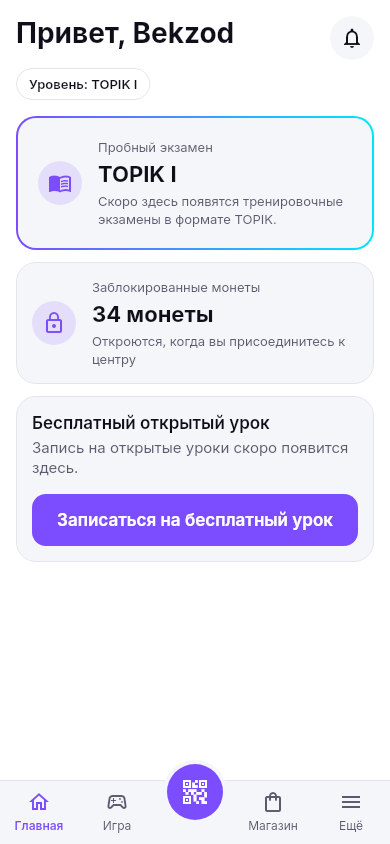 Привет, Bekzod
Уровень: TOPIK I
Пробный экзамен
TOPIK I
Скоро здесь появятся тренировочные
экзамены в формате TOPIK.
Заблокированные монеты
34 монеты
Откроются, когда вы присоединитесь к
центру
Бесплатный открытый урок
Запись на открытые уроки скоро появится
здесь.
Записаться на бесплатный урок
Главная
Игра
Магазин
Ещё